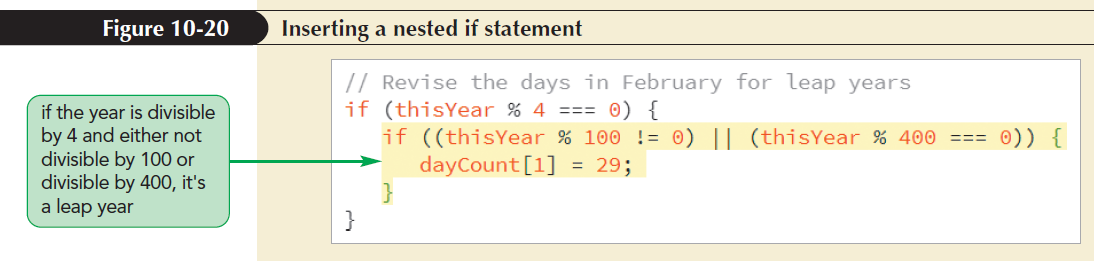 Figure 10-20
Inserting a nested if statement
if the year is divisible
by 4 and either not
divisible by 100 or
divisible by 400, it's
a leap year
// Revise the days in February for leap years
if (thisYear % 4 === 0) {
   if ((thisYear % 100 != 0) || (thisYear % 400 === 0)) {
      dayCount[1] = 29;
   }
}